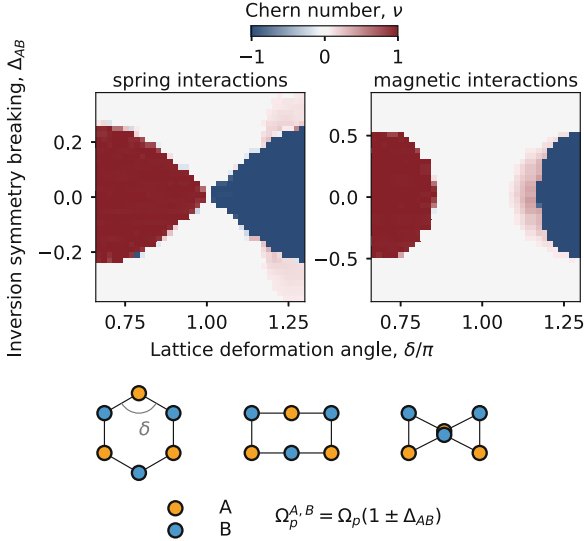 Chern number, ν
−1 0 1
spring interactions magnetic interactions
Inversion symmetry breaking, Δ_AB
0.2 0.5
0.0 0.0
−0.2 −0.5
0.75 1.00 1.25 0.75 1.00 1.25
Lattice deformation angle, δ/π
δ
A
B
Ω_p^{A,B} = Ω_p(1 ± Δ_AB)